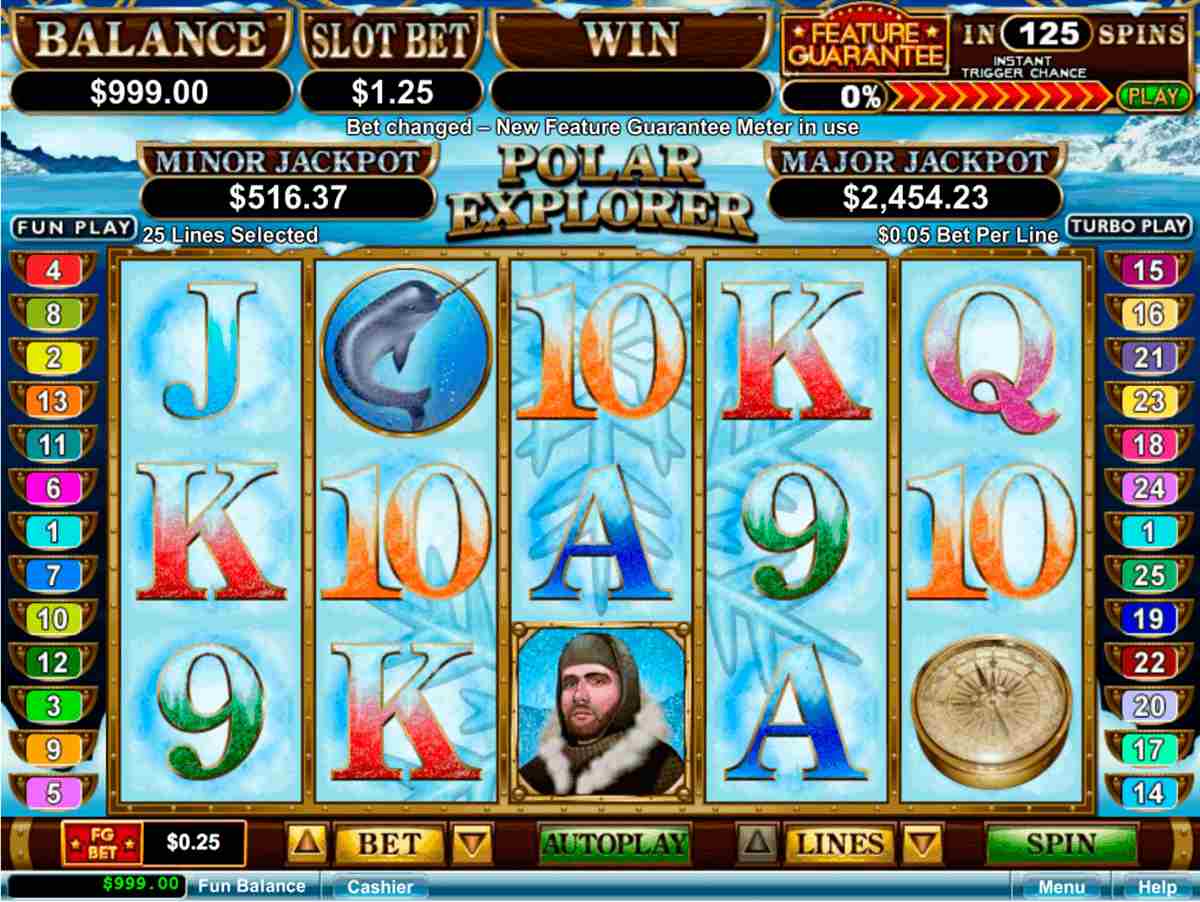 BALANCE
SLOT BET
WIN
FEATURE
GUARANTEE
IN 125 SPINS
INSTANT
TRIGGER CHANCE
$999.00
$1.25
0%
PLAY
Bet changed – New Feature Guarantee Meter in use
MINOR JACKPOT
$516.37
POLAR
EXPLORER
MAJOR JACKPOT
$2,454.23
FUN PLAY
25 Lines Selected
$0.05 Bet Per Line
TURBO PLAY
4
8
2
13
11
6
1
7
10
12
3
9
5
J
10
K
Q
K
10
A
9
10
9
K
A
15
16
21
23
18
24
1
25
19
22
20
17
14
FG
BET
$0.25
BET
AUTOPLAY
LINES
SPIN
$999.00
Fun Balance
Cashier
Menu
Help